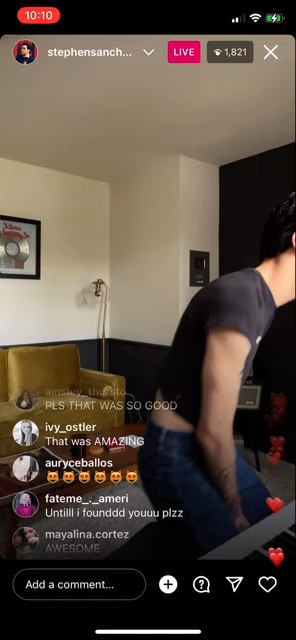 10:10
stephensanch...
LIVE
1,821
ainsley_thursto
PLS THAT WAS SO GOOD
ivy_ostler
That was AMAZING
auryceballos
😻😻😻😻😻😻
fateme_._ameri
Untilll i founddd youuu plzz
mayalina.cortez
AWESOME
Add a comment...